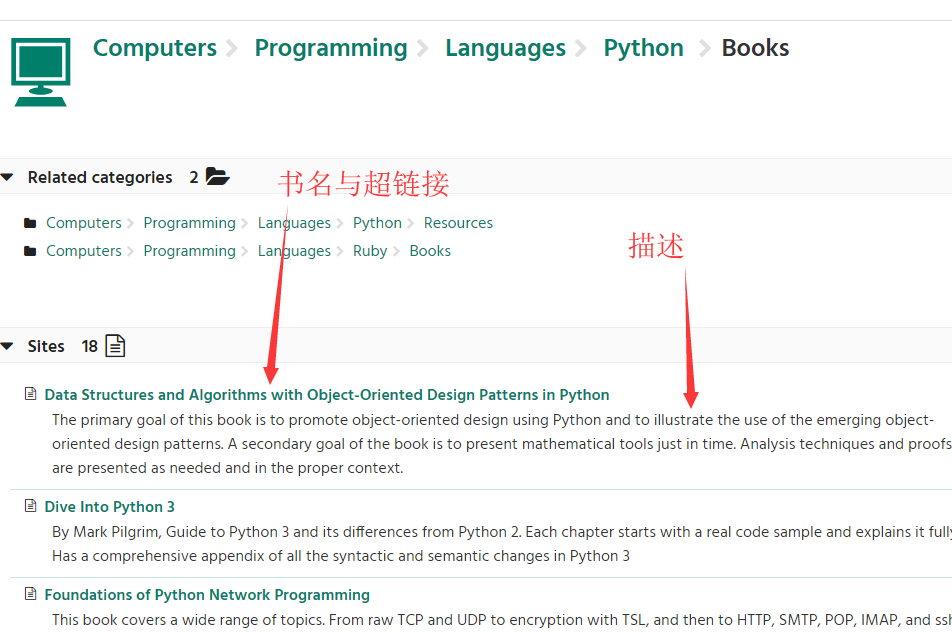 Computers Programming Languages Python Books
Related categories 2
书名与超链接
Computers Programming Languages Python Resources
描述
Computers Programming Languages Ruby Books
Sites 18
Data Structures and Algorithms with Object-Oriented Design Patterns in Python
The primary goal of this book is to promote object-oriented design using Python and to illustrate the use of the emerging object-
oriented design patterns. A secondary goal of the book is to present mathematical tools just in time. Analysis techniques and proofs
are presented as needed and in the proper context.
Dive Into Python 3
By Mark Pilgrim, Guide to Python 3 and its differences from Python 2. Each chapter starts with a real code sample and explains it fully
Has a comprehensive appendix of all the syntactic and semantic changes in Python 3
Foundations of Python Network Programming
This book covers a wide range of topics. From raw TCP and UDP to encryption with TSL, and then to HTTP, SMTP, POP, IMAP, and